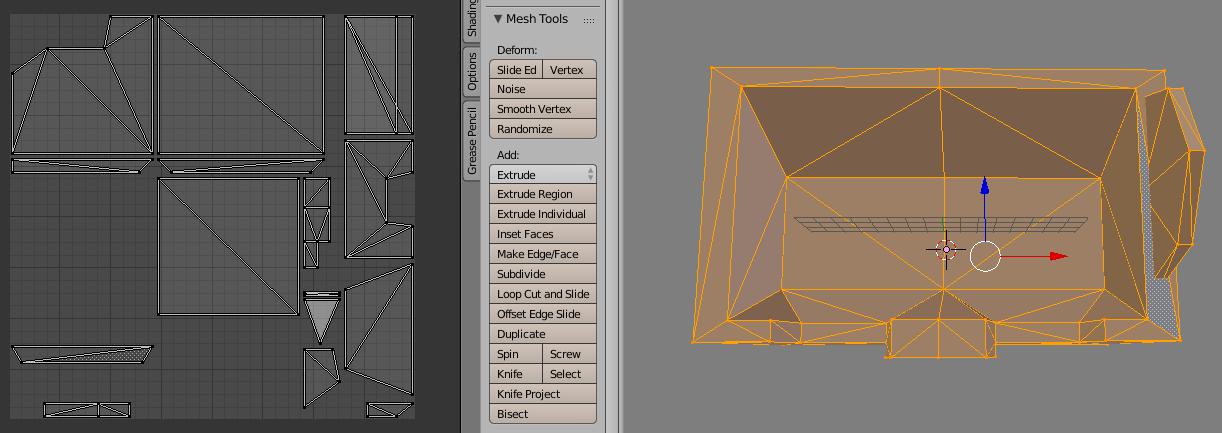 Shading
Options
Grease Pencil
Mesh Tools
Deform:
Slide Ed Vertex
Noise
Smooth Vertex
Randomize
Add:
Extrude
Extrude Region
Extrude Individual
Inset Faces
Make Edge/Face
Subdivide
Loop Cut and Slide
Offset Edge Slide
Duplicate
Spin Screw
Knife Select
Knife Project
Bisect